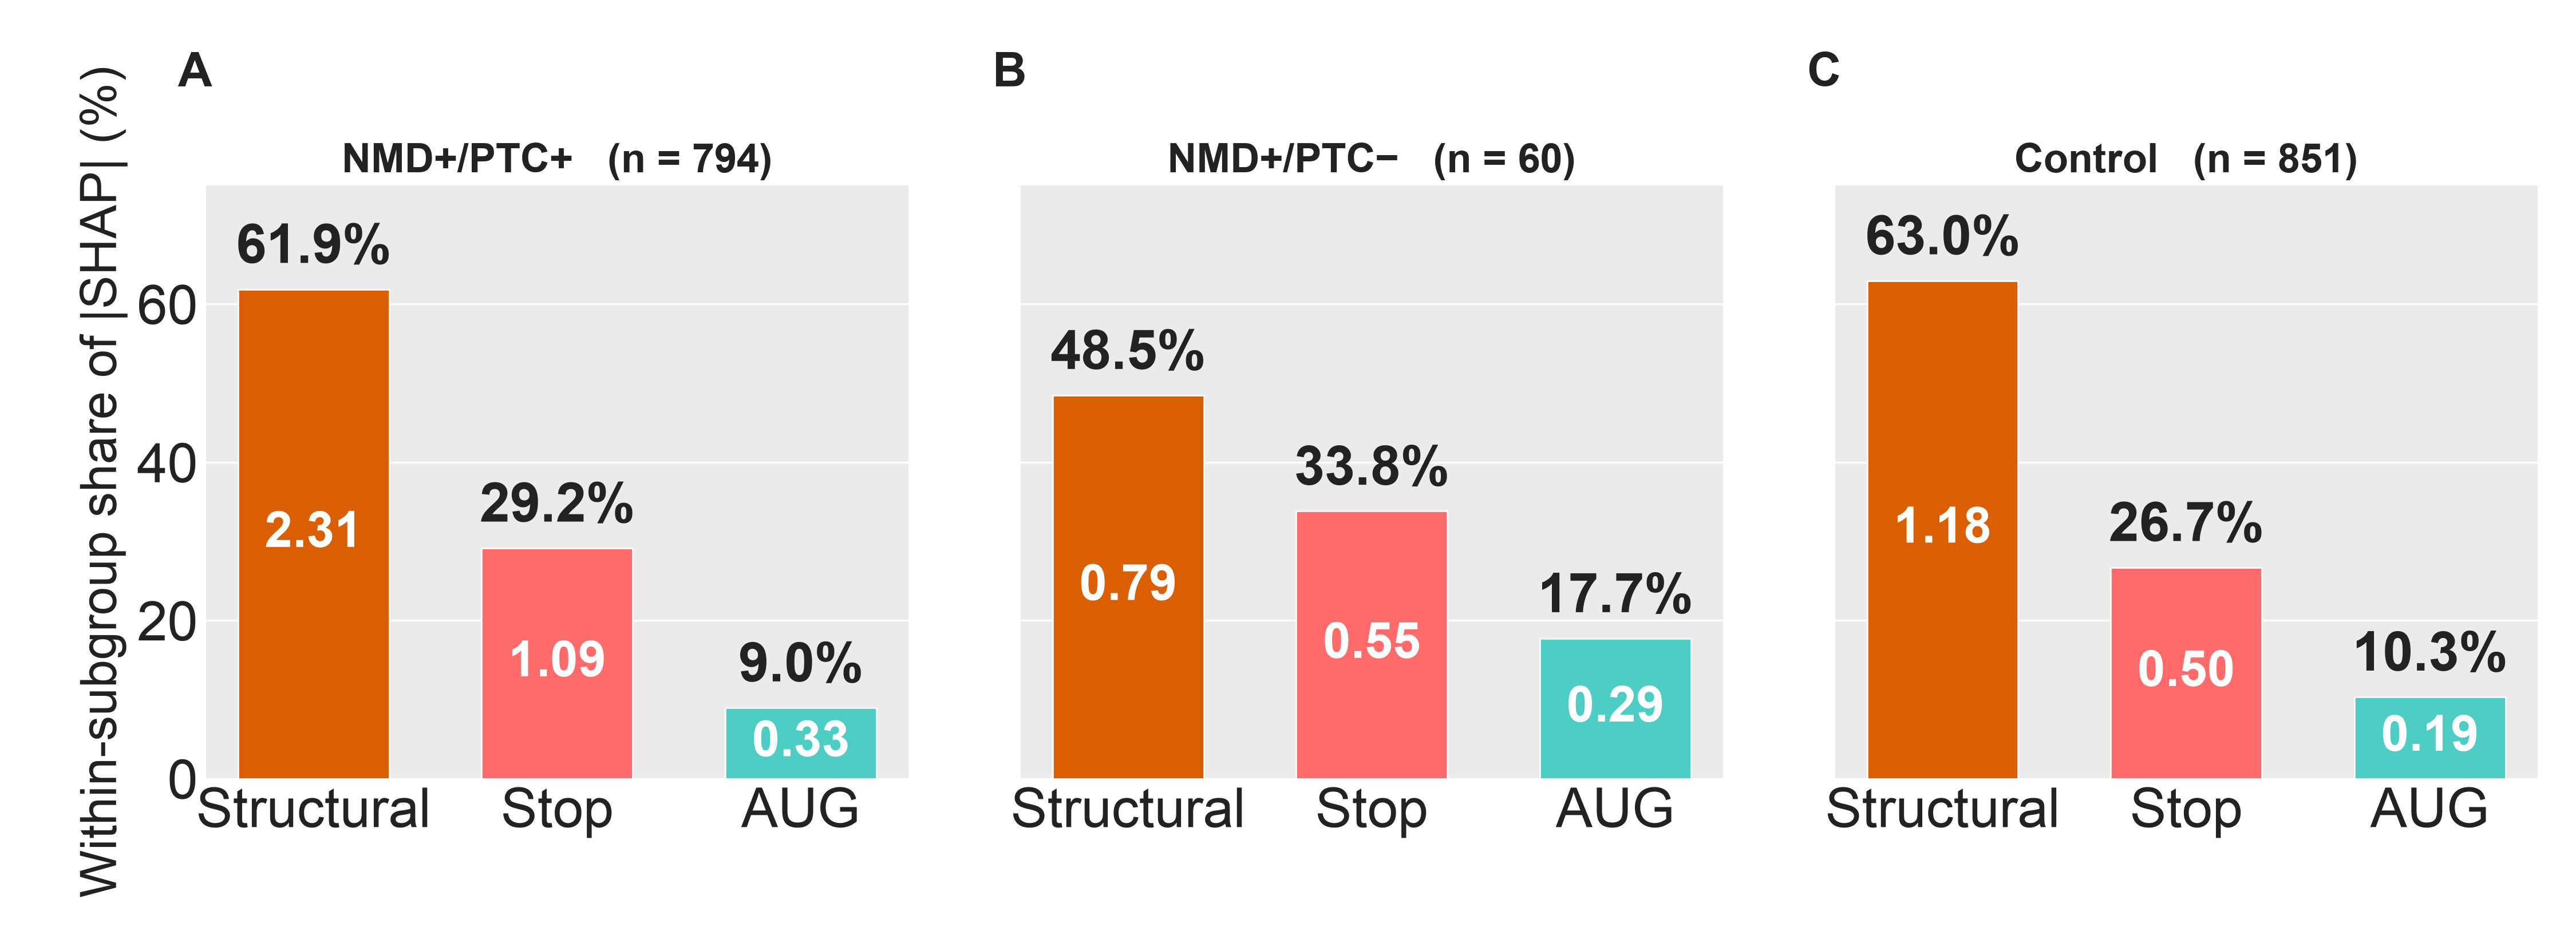 A
B
C
NMD+/PTC+ (n = 794)
NMD+/PTC− (n = 60)
Control (n = 851)
Within-subgroup share of |SHAP| (%)
60
40
20
0
61.9%
2.31
29.2%
1.09
9.0%
0.33
Structural
Stop
AUG
48.5%
0.79
33.8%
0.55
17.7%
0.29
Structural
Stop
AUG
63.0%
1.18
26.7%
0.50
10.3%
0.19
Structural
Stop
AUG